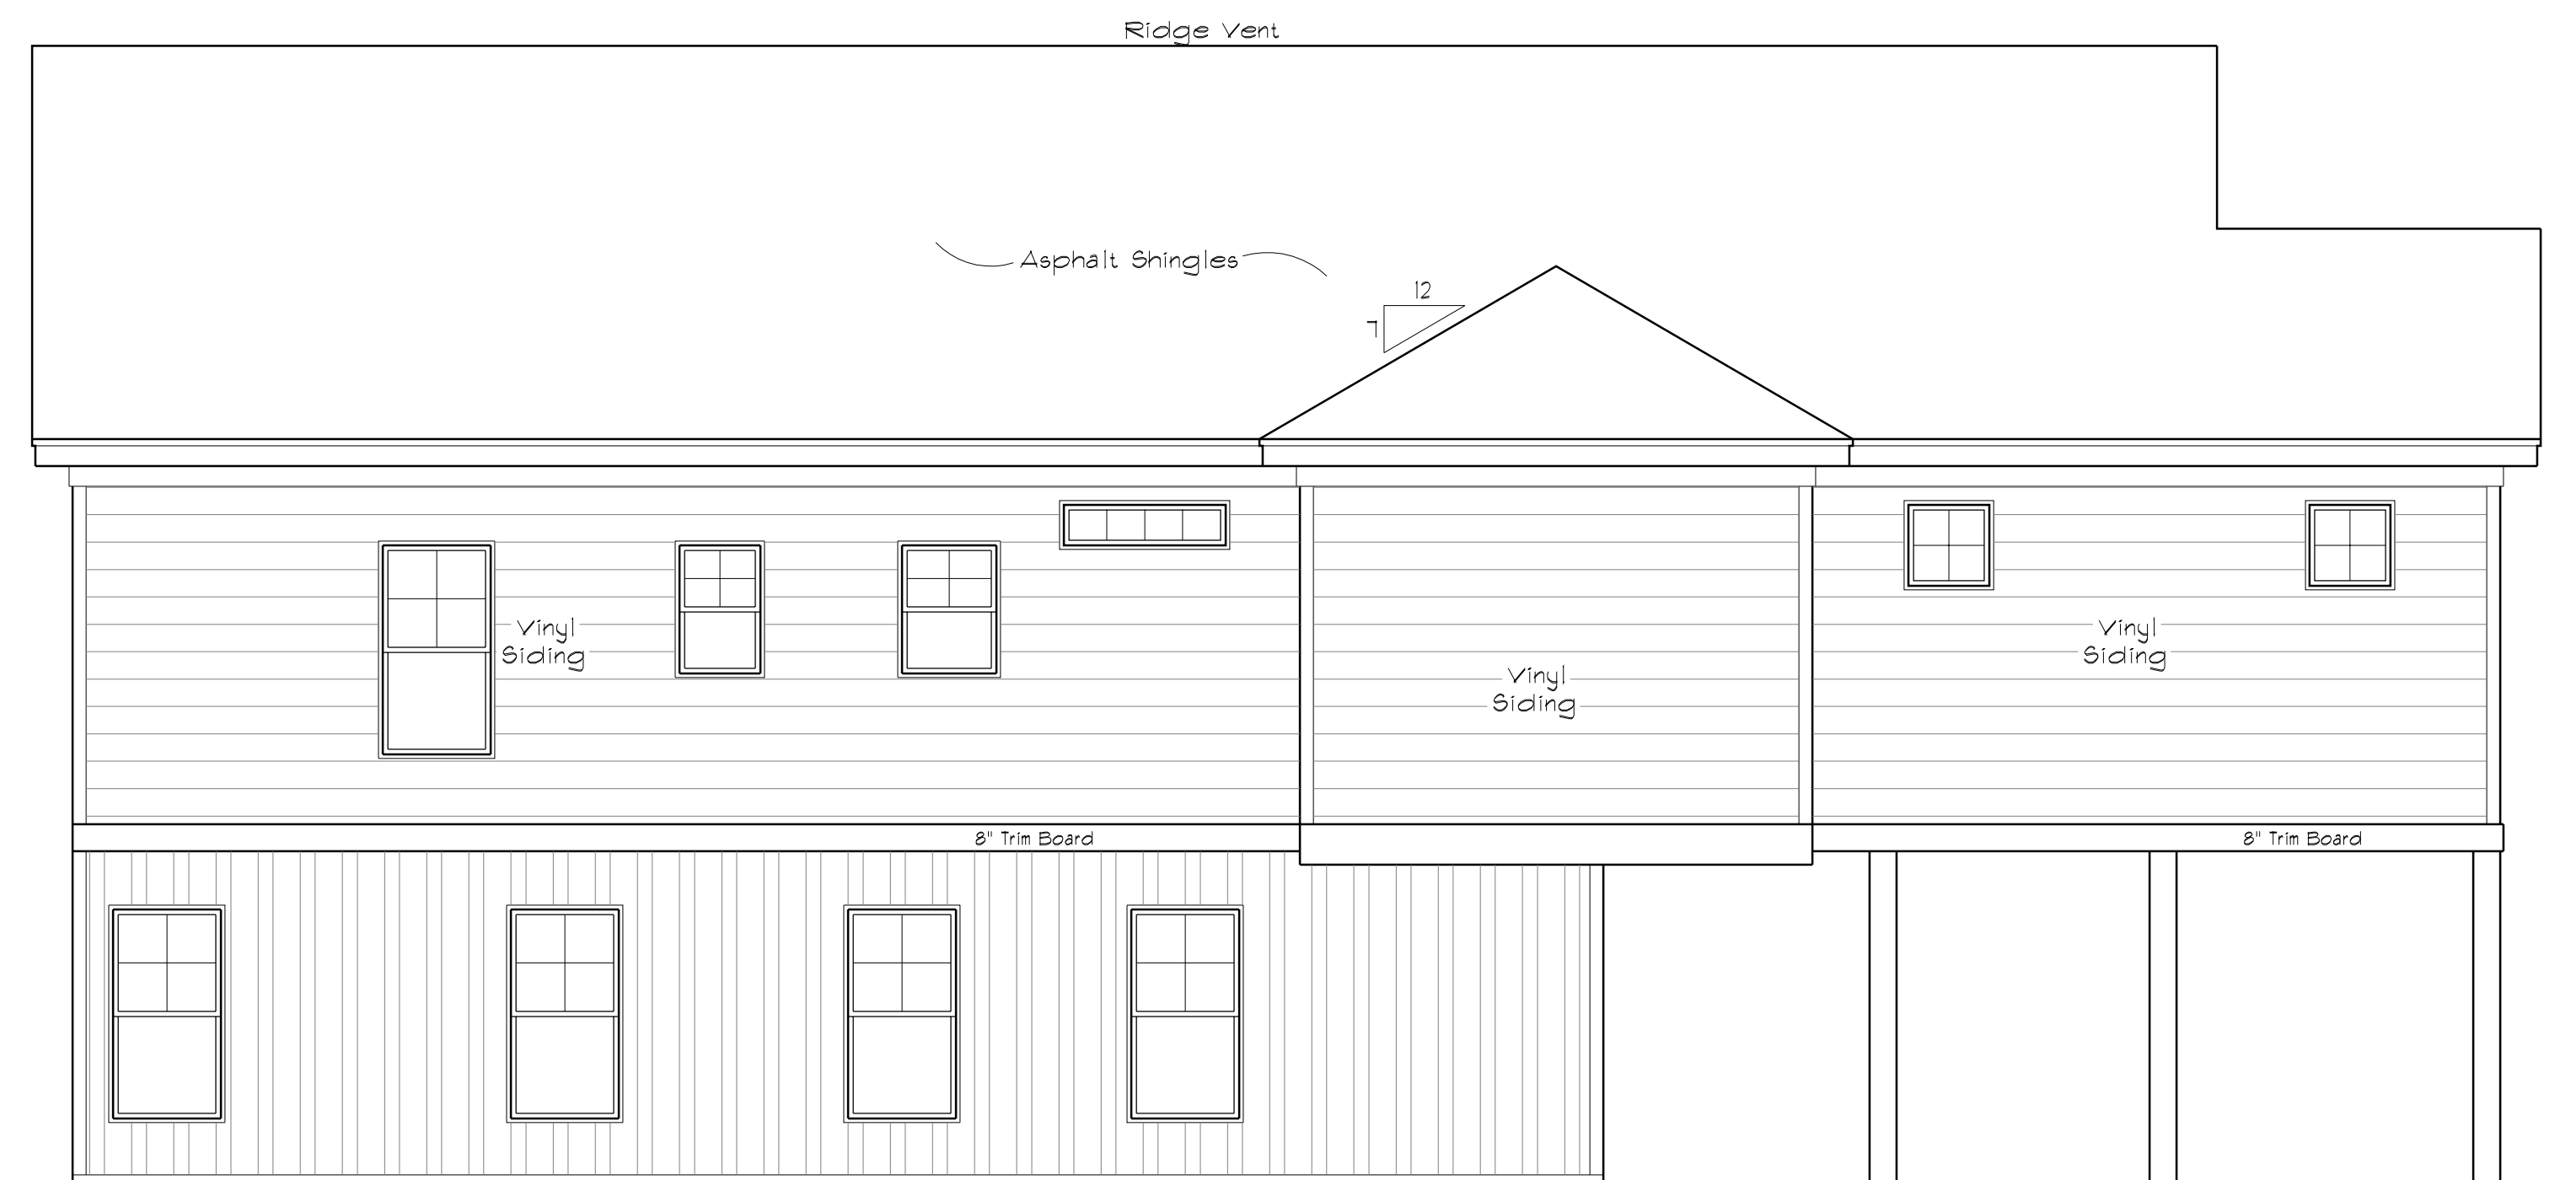 Ridge Vent
Asphalt Shingles
12
7
Vinyl
Siding
Vinyl
Siding
Vinyl
Siding
8" Trim Board
8" Trim Board